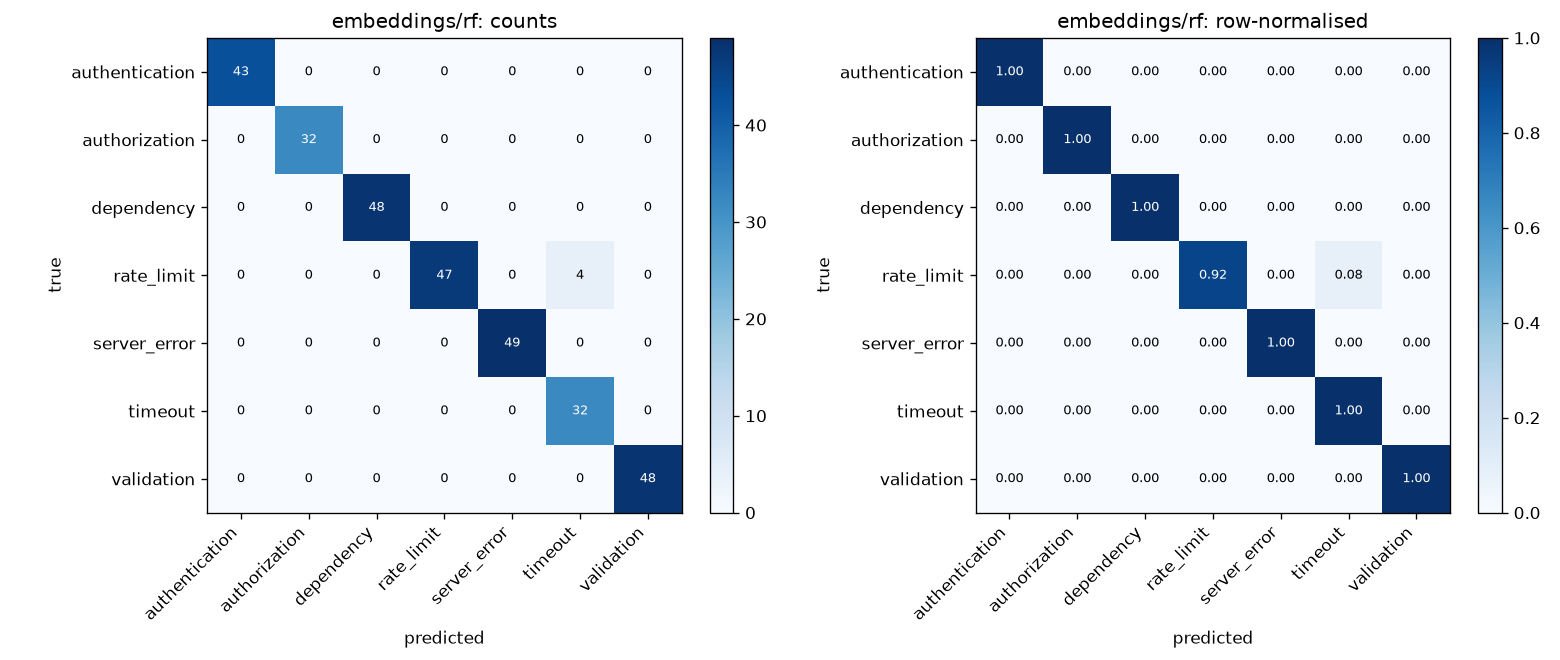 embeddings/rf: counts
authentication 43 0 0 0 0 0 0
authorization 0 32 0 0 0 0 0
dependency 0 0 48 0 0 0 0
rate_limit 0 0 0 47 0 4 0
server_error 0 0 0 0 49 0 0
timeout 0 0 0 0 0 32 0
validation 0 0 0 0 0 0 48
true
authentication authorization dependency rate_limit server_error timeout validation
predicted
40
30
20
10
0
embeddings/rf: row-normalised
authentication 1.00 0.00 0.00 0.00 0.00 0.00 0.00
authorization 0.00 1.00 0.00 0.00 0.00 0.00 0.00
dependency 0.00 0.00 1.00 0.00 0.00 0.00 0.00
rate_limit 0.00 0.00 0.00 0.92 0.00 0.08 0.00
server_error 0.00 0.00 0.00 0.00 1.00 0.00 0.00
timeout 0.00 0.00 0.00 0.00 0.00 1.00 0.00
validation 0.00 0.00 0.00 0.00 0.00 0.00 1.00
true
authentication authorization dependency rate_limit server_error timeout validation
predicted
1.0
0.8
0.6
0.4
0.2
0.0